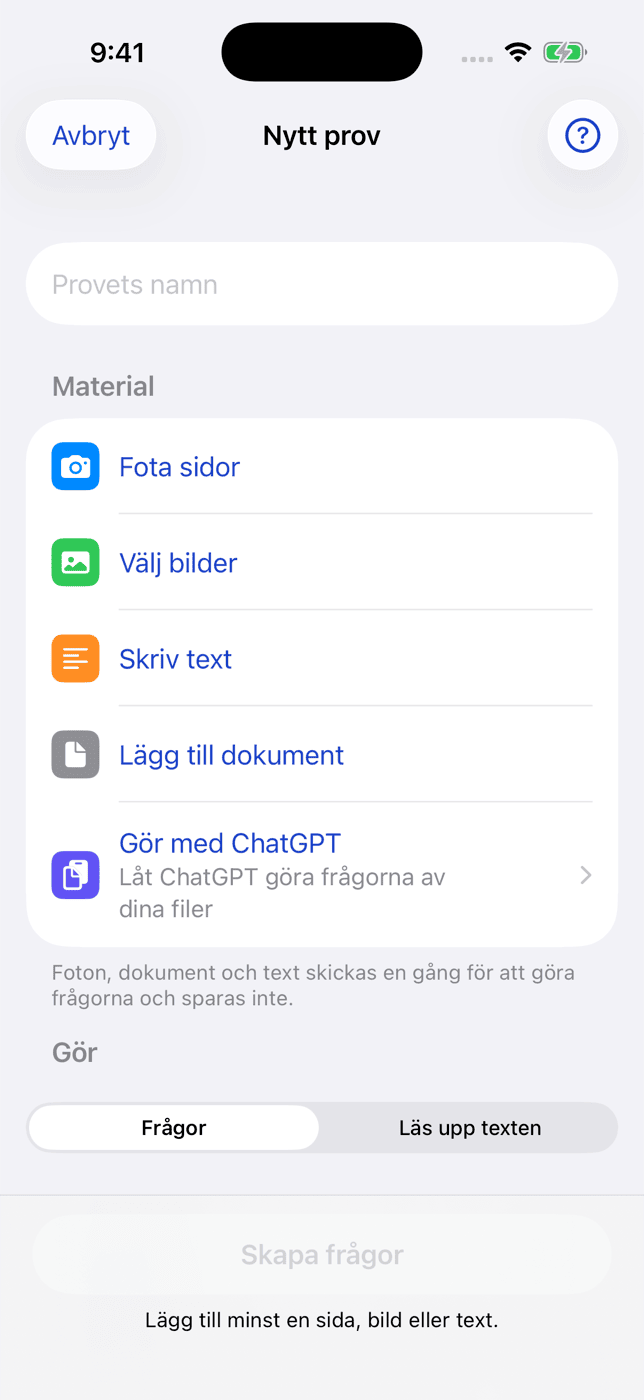 9:41
Avbryt
Nytt prov
?
Provets namn
Material
Fota sidor
Välj bilder
Skriv text
Lägg till dokument
Gör med ChatGPT
Låt ChatGPT göra frågorna av
dina filer
Foton, dokument och text skickas en gång för att göra
frågorna och sparas inte.
Gör
Frågor
Läs upp texten
Skapa frågor
Lägg till minst en sida, bild eller text.